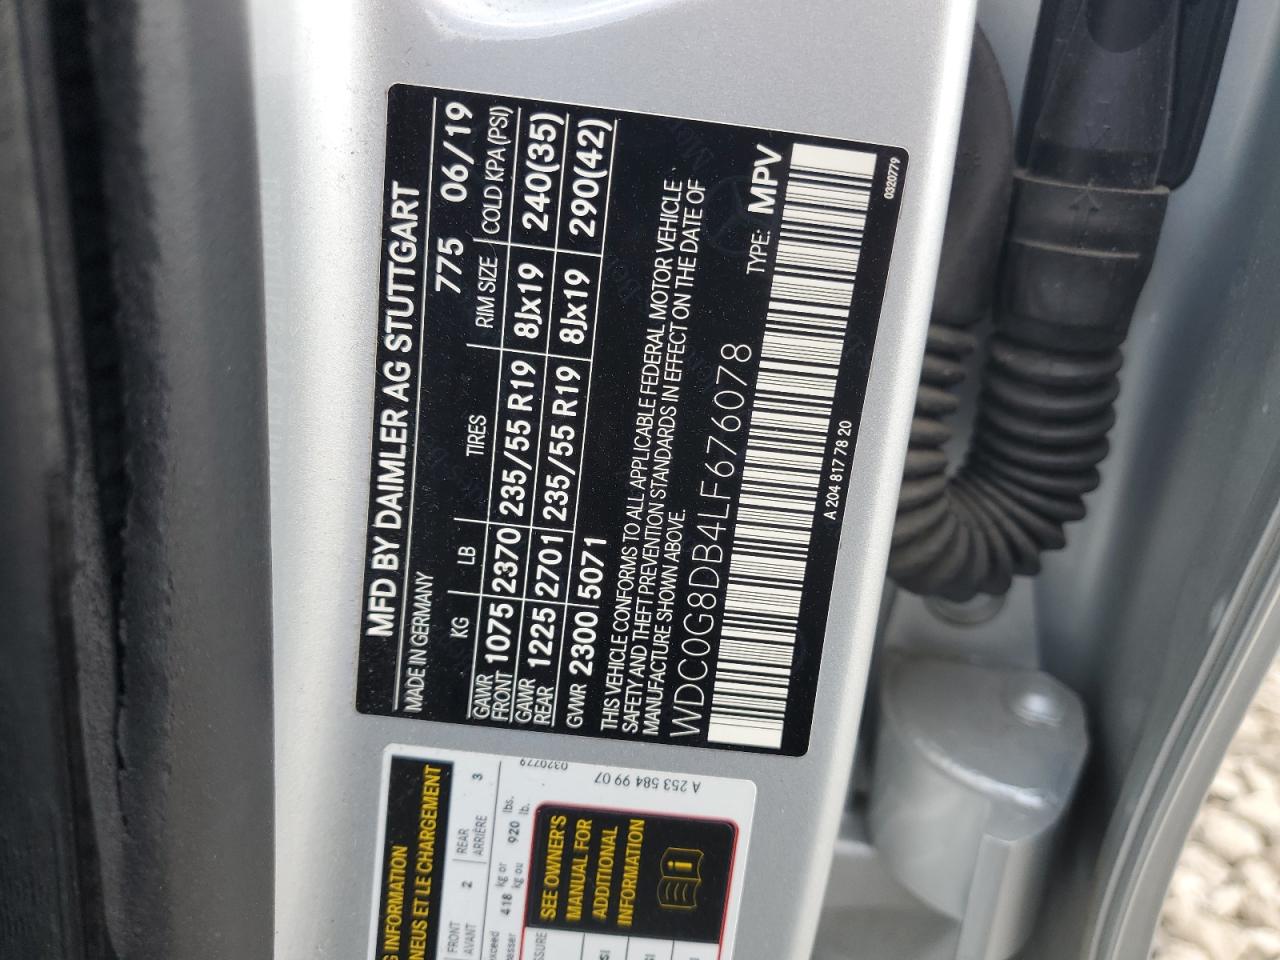 MFD BY DAIMLER AG STUTTGART
MADE IN GERMANY 775 06/19
KG LB TIRES RIM SIZE COLD KPA (PSI)
GAWR FRONT 1075 2370 235/55 R19 8Jx19 240(35)
GAWR REAR 1225 2701 235/55 R19 8Jx19 290(42)
GWR 2300 5071
THIS VEHICLE CONFORMS TO ALL APPLICABLE FEDERAL MOTOR VEHICLE
SAFETY AND THEFT PREVENTION STANDARDS IN EFFECT ON THE DATE OF
MANUFACTURE SHOWN ABOVE.
WDC0G8DB4LF676078 TYPE: MPV
A 204 817 78 20
0320779
INFORMATION
NEUS ET LE CHARGEMENT
FRONT 2 REAR 3
AVANT ARRIÈRE
418 kg or 920 lbs.
kg ou lb.
SEE OWNER'S
MANUAL FOR
ADDITIONAL
INFORMATION
A 253 584 99 07
0320779